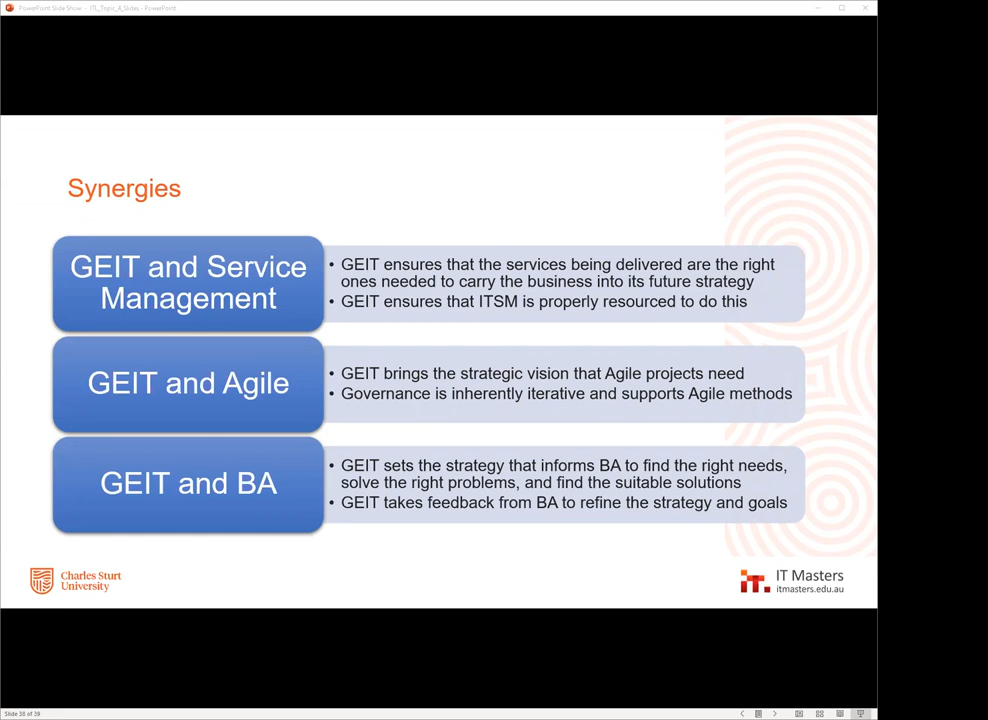 PowerPoint Slide Show - ITL_Topic_4_Slides - PowerPoint
Synergies
GEIT and Service
Management
• GEIT ensures that the services being delivered are the right
ones needed to carry the business into its future strategy
• GEIT ensures that ITSM is properly resourced to do this
GEIT and Agile
• GEIT brings the strategic vision that Agile projects need
• Governance is inherently iterative and supports Agile methods
GEIT and BA
• GEIT sets the strategy that informs BA to find the right needs,
solve the right problems, and find the suitable solutions
• GEIT takes feedback from BA to refine the strategy and goals
Charles Sturt
University
IT Masters
itmasters.edu.au
Slide 38 of 39